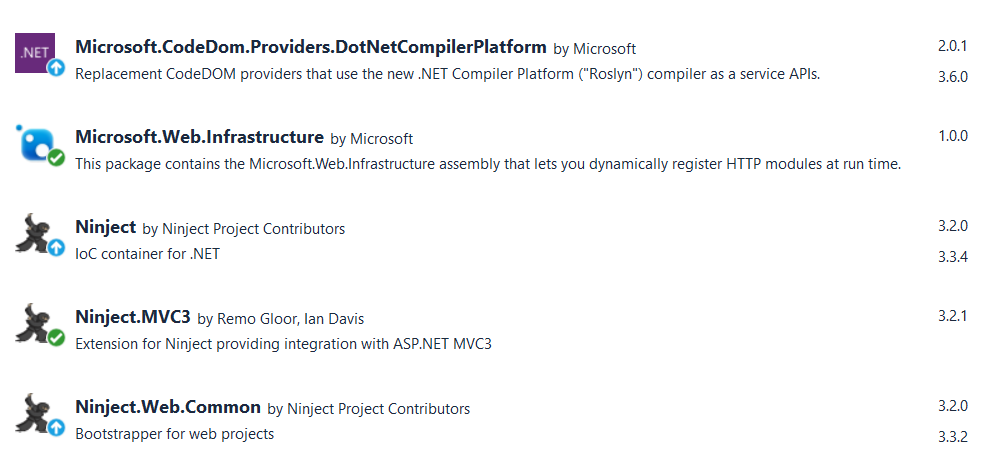 .NET
Microsoft.CodeDom.Providers.DotNetCompilerPlatform by Microsoft 2.0.1
Replacement CodeDOM providers that use the new .NET Compiler Platform ("Roslyn") compiler as a service APIs. 3.6.0
Microsoft.Web.Infrastructure by Microsoft 1.0.0
This package contains the Microsoft.Web.Infrastructure assembly that lets you dynamically register HTTP modules at run time.
Ninject by Ninject Project Contributors 3.2.0
IoC container for .NET 3.3.4
Ninject.MVC3 by Remo Gloor, Ian Davis 3.2.1
Extension for Ninject providing integration with ASP.NET MVC3
Ninject.Web.Common by Ninject Project Contributors 3.2.0
Bootstrapper for web projects 3.3.2